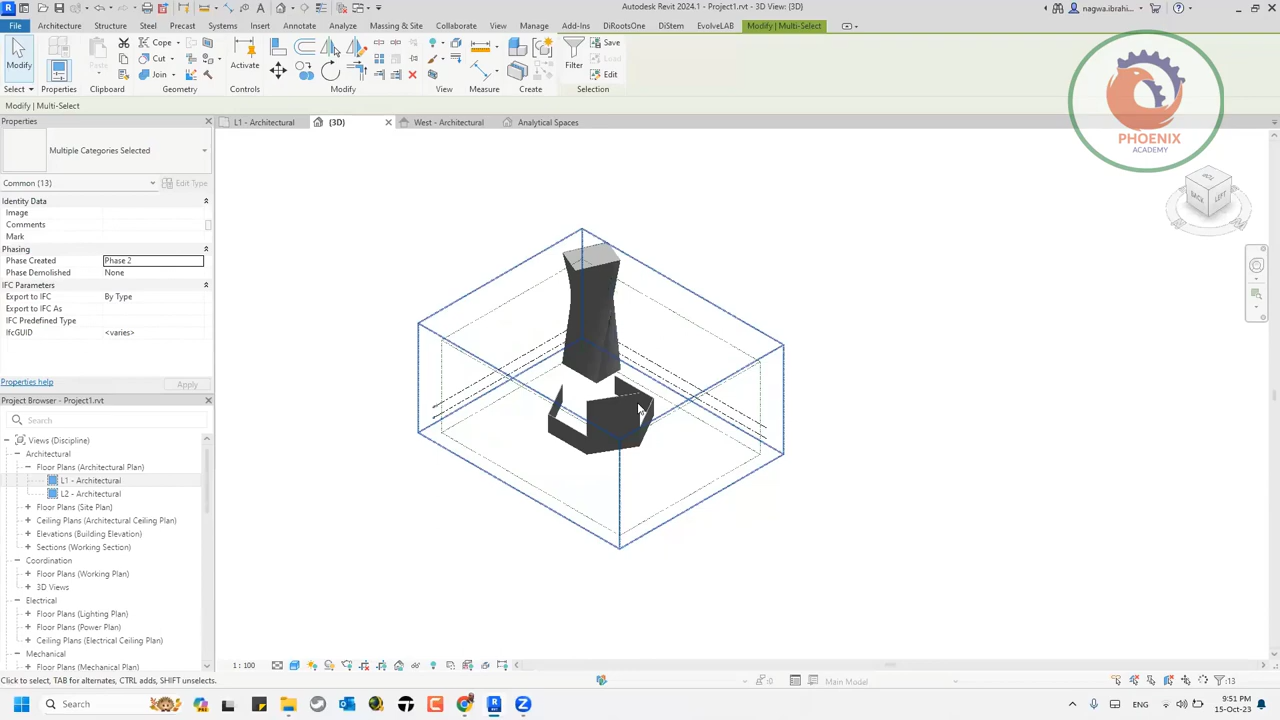 Autodesk Revit 2024.1 - Project1.rvt - 3D View: {3D}
nagwa.ibrahi...
File Architecture Structure Steel Precast Systems Insert Annotate Analyze Massing & Site Collaborate View Manage Add-Ins DiRootsOne DiStem EvolveLAB Modify | Multi-Select
Modify
Properties
Paste
Cope
Cut
Join
Activate
Filter
Save
Load
Edit
Select Properties Clipboard Geometry Controls Modify View Measure Create Selection
Modify | Multi-Select
PHOENIX
ACADEMY
Properties
L1 - Architectural {3D} West - Architectural Analytical Spaces
Multiple Categories Selected
Common (13) Edit Type
Identity Data
Image
Comments
Mark
Phasing
Phase Created Phase 2
Phase Demolished None
IFC Parameters
Export to IFC By Type
Export to IFC As
IFC Predefined Type
IfcGUID <varies>
Properties help Apply
Project Browser - Project1.rvt
Search
Views (Discipline)
Architectural
Floor Plans (Architectural Plan)
L1 - Architectural
L2 - Architectural
Floor Plans (Site Plan)
Ceiling Plans (Architectural Ceiling Plan)
Elevations (Building Elevation)
Sections (Working Section)
Coordination
Floor Plans (Working Plan)
3D Views
Electrical
Floor Plans (Lighting Plan)
Floor Plans (Power Plan)
Ceiling Plans (Electrical Ceiling Plan)
Mechanical
Floor Plans (Mechanical Plan)
TOP
BACK
LEFT
1 : 100
Click to select, TAB for alternates, CTRL adds, SHIFT unselects.
:0
Main Model
:13
Search
ENG
9:51 PM
15-Oct-23